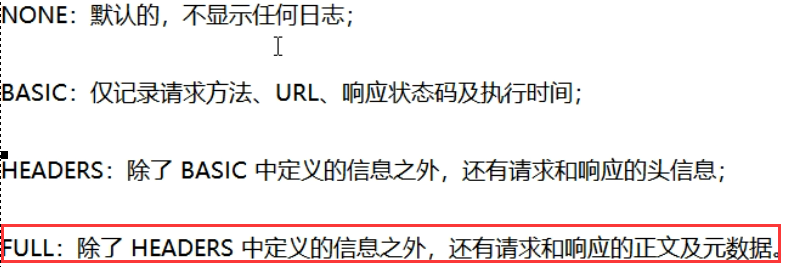 NONE：默认的，不显示任何日志；
BASIC：仅记录请求方法、URL、响应状态码及执行时间；
HEADERS：除了 BASIC 中定义的信息之外，还有请求和响应的头信息；
FULL：除了 HEADERS 中定义的信息之外，还有请求和响应的正文及元数据。